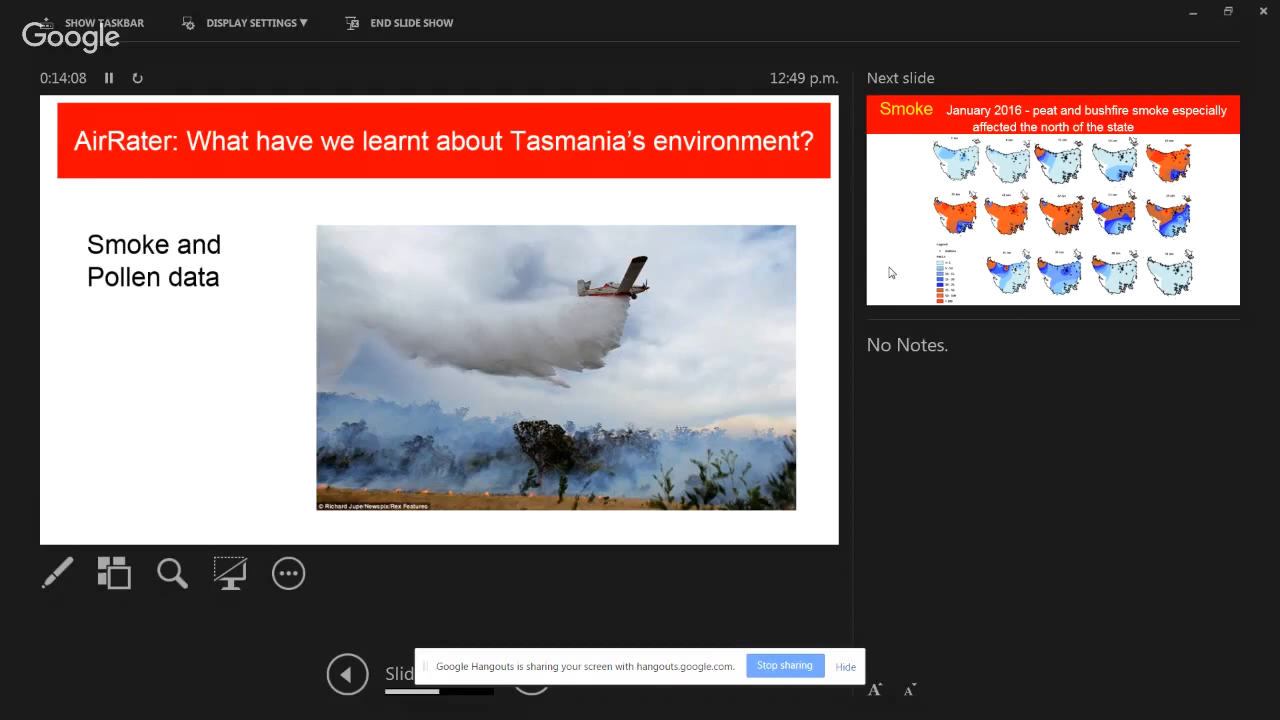 SHOW TASKBAR
DISPLAY SETTINGS ▼
END SLIDE SHOW
Google
0:14:08
12:49 p.m.
AirRater: What have we learnt about Tasmania's environment?
Smoke and
Pollen data
© Richard Jupe/Newspix/Rex Features
Next slide
Smoke January 2016 - peat and bushfire smoke especially
affected the north of the state
No Notes.
Slid
Google Hangouts is sharing your screen with hangouts.google.com.
Stop sharing
Hide
A
A